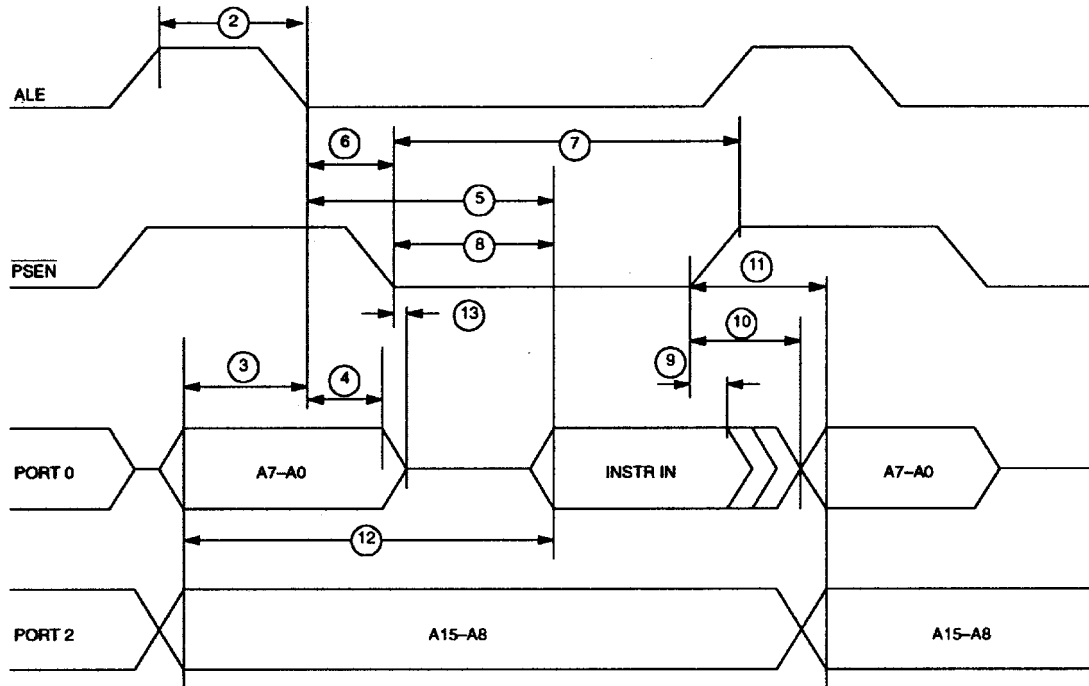 2
ALE
6
7
5
PSEN
8
11
13
10
3
4
9
PORT 0
A7–A0
INSTR IN
A7–A0
12
PORT 2
A15–A8
A15–A8